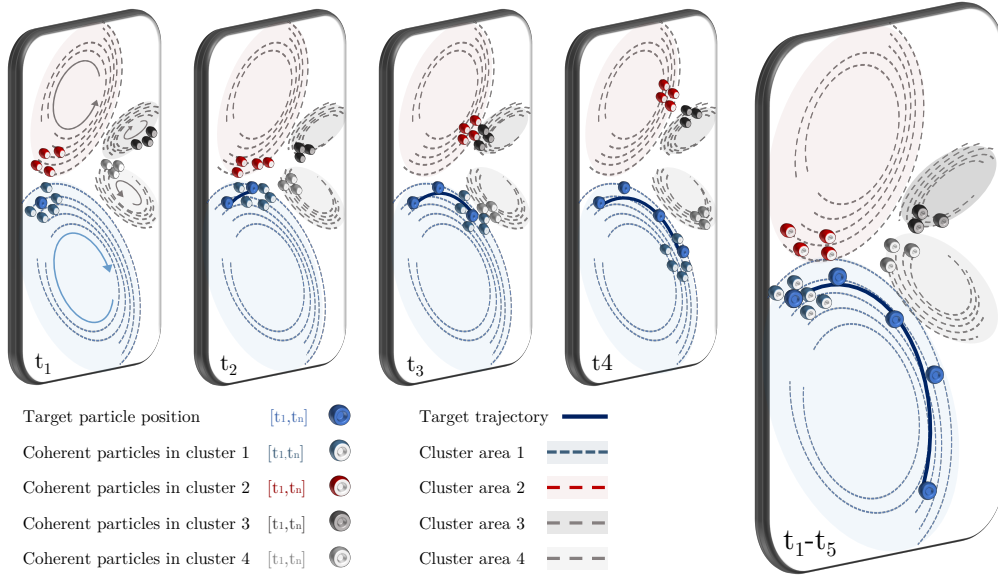 t₁
t₂
t₃
t4
t₁-t₅
Target particle position [t₁,tₙ]
Coherent particles in cluster 1 [t₁,tₙ]
Coherent particles in cluster 2 [t₁,tₙ]
Coherent particles in cluster 3 [t₁,tₙ]
Coherent particles in cluster 4 [t₁,tₙ]
Target trajectory
Cluster area 1
Cluster area 2
Cluster area 3
Cluster area 4